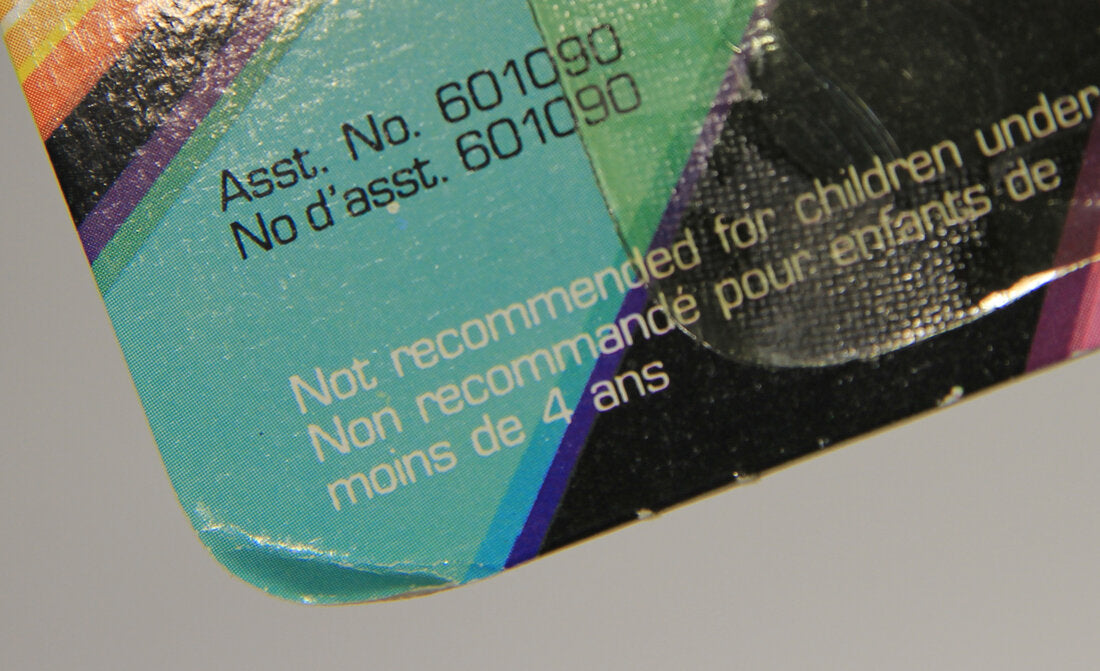 Asst. No. 601090
No d'asst. 601090
Not recommended for children under
Non recommandé pour enfants de
moins de 4 ans